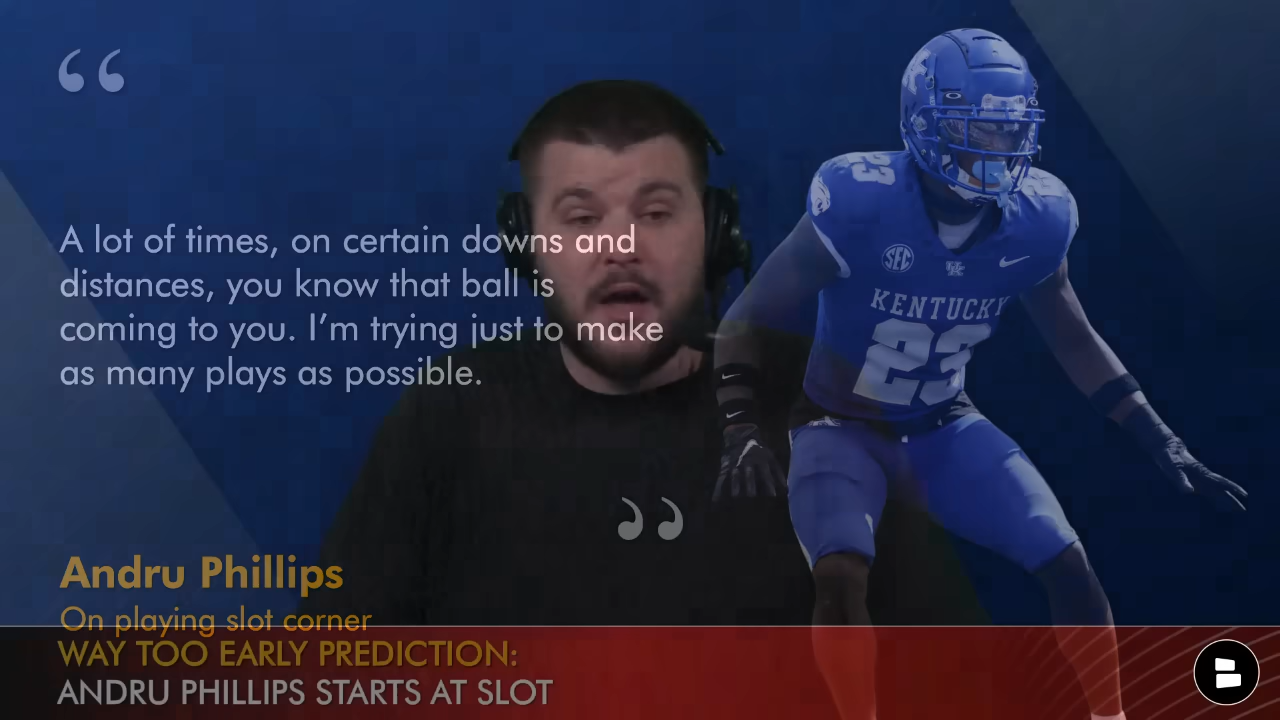 “
A lot of times, on certain downs and
distances, you know that ball is
coming to you. I’m trying just to make
as many plays as possible.
”
Andru Phillips
On playing slot corner
WAY TOO EARLY PREDICTION:
ANDRU PHILLIPS STARTS AT SLOT
23
SEC
UK
KENTUCKY
23